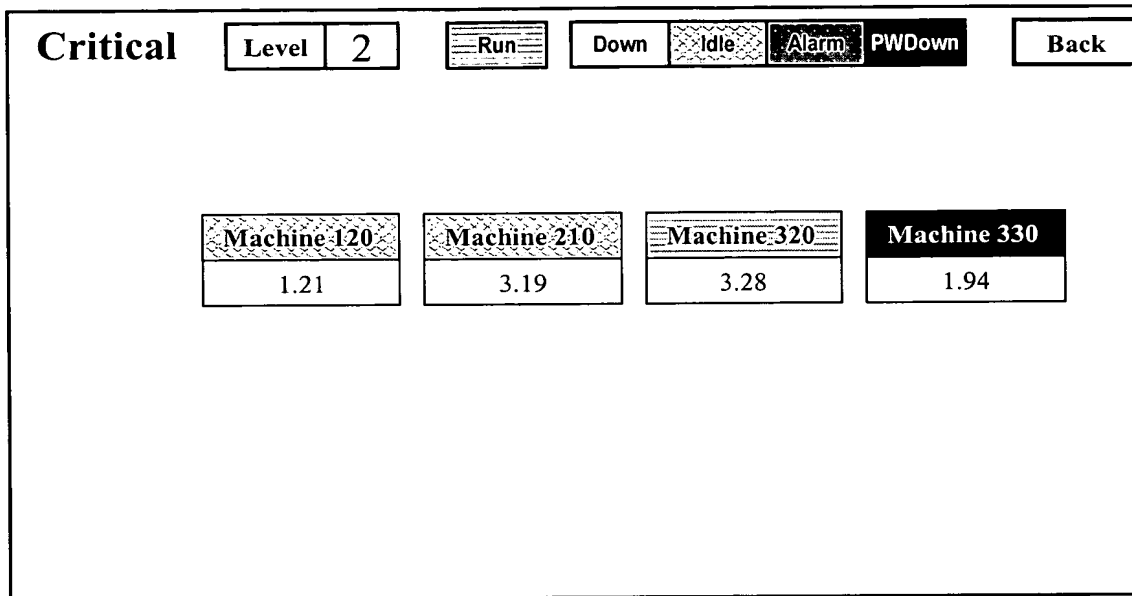 Critical Level 2 Run Down Idle Alarm PWDown Back
Machine 120 Machine 210 Machine 320 Machine 330
1.21 3.19 3.28 1.94